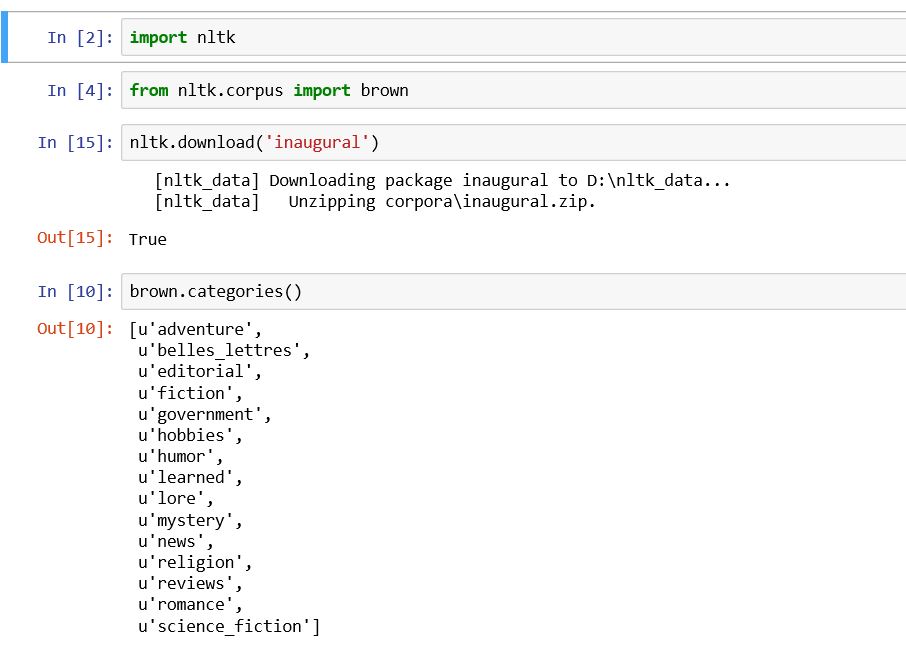 In [2]: import nltk
In [4]: from nltk.corpus import brown
In [15]: nltk.download('inaugural')
[nltk_data] Downloading package inaugural to D:\nltk_data...
[nltk_data]   Unzipping corpora\inaugural.zip.
Out[15]: True
In [10]: brown.categories()
Out[10]: [u'adventure',
u'belles_lettres',
u'editorial',
u'fiction',
u'government',
u'hobbies',
u'humor',
u'learned',
u'lore',
u'mystery',
u'news',
u'religion',
u'reviews',
u'romance',
u'science_fiction']